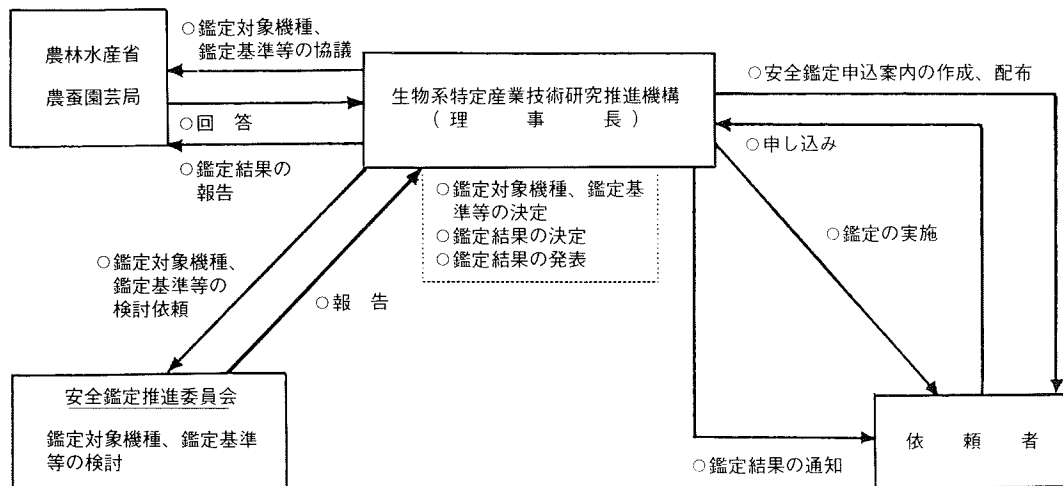 農林水産省
農蚕園芸局
○鑑定対象機種、
鑑定基準等の協議
○回 答
○鑑定結果の
報告
生物系特定産業技術研究推進機構
( 理 事 長 )
○安全鑑定申込案内の作成、配布
○申し込み
○鑑定対象機種、鑑定基
準等の決定
○鑑定結果の決定
○鑑定結果の発表
○鑑定の実施
○鑑定対象機種、
鑑定基準等の
検討依頼
○報 告
安全鑑定推進委員会
鑑定対象機種、鑑定基準
等の検討
○鑑定結果の通知
依 頼 者